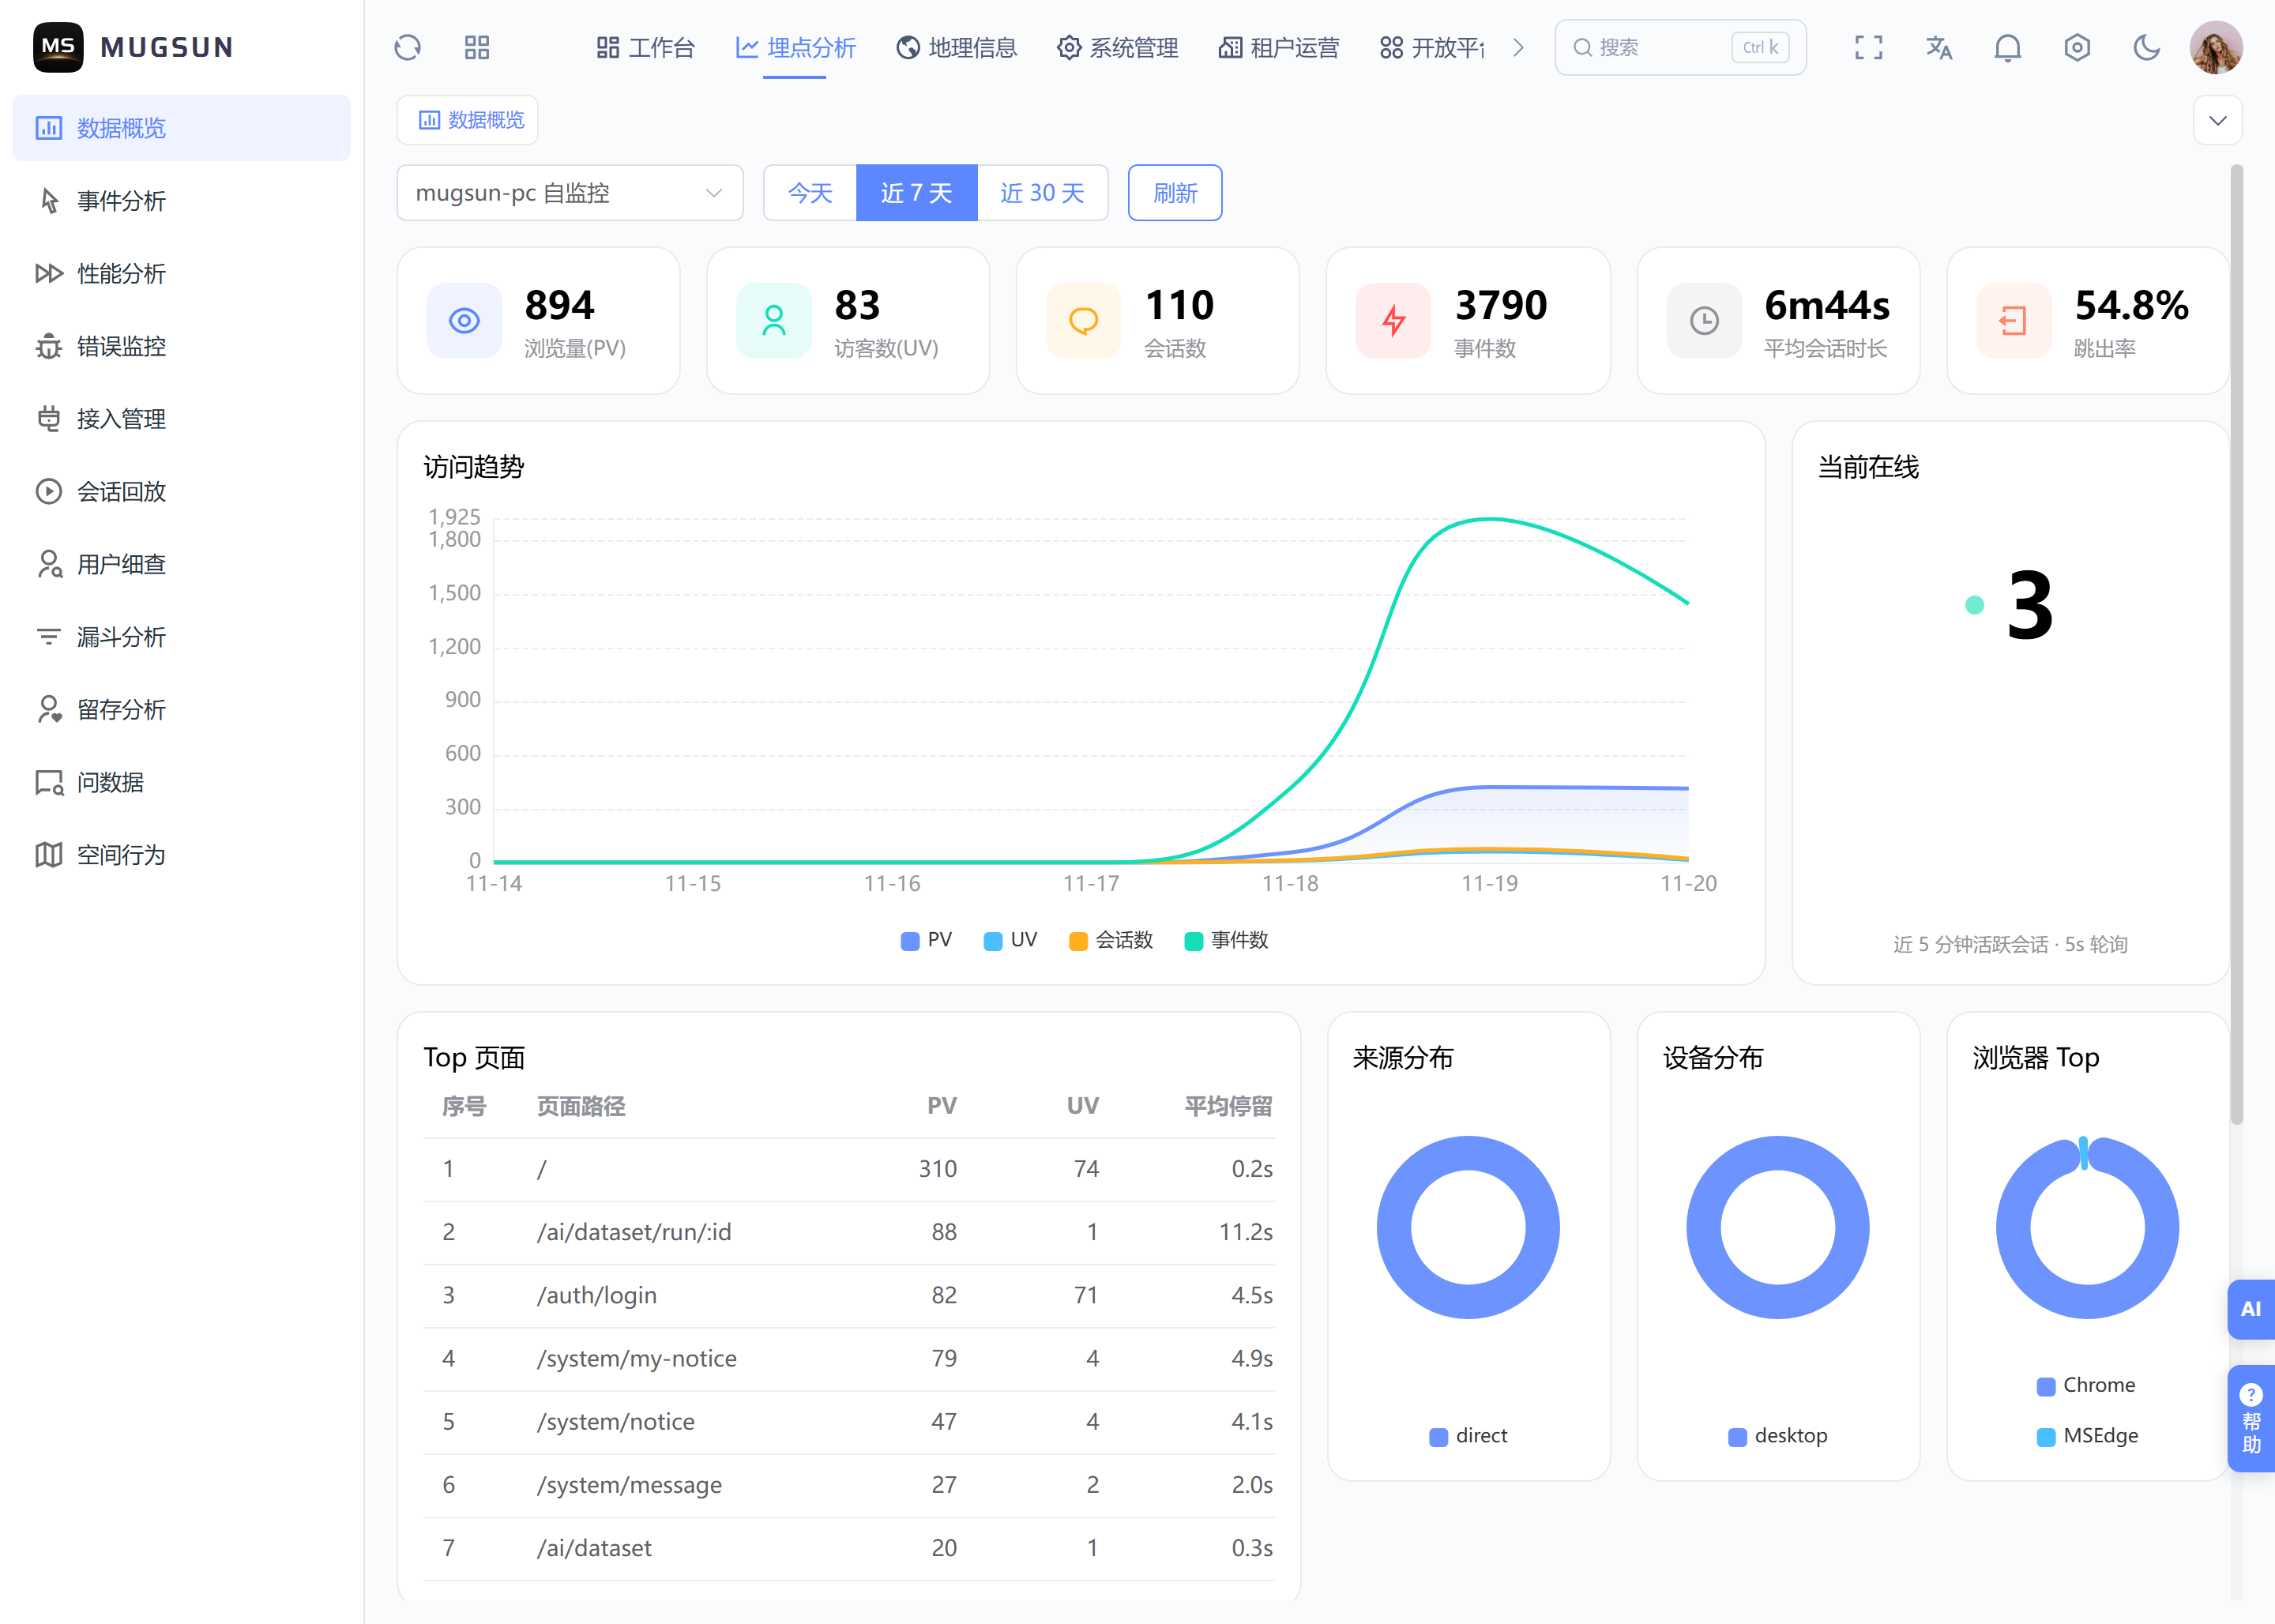 MS MUGSUN
工作台 埋点分析 地理信息 系统管理 租户运营 开放平
搜索 Ctrl k
数据概览
事件分析
性能分析
错误监控
接入管理
会话回放
用户细查
漏斗分析
留存分析
问数据
空间行为
数据概览
mugsun-pc 自监控 今天 近 7 天 近 30 天 刷新
894
浏览量(PV)
83
访客数(UV)
110
会话数
3790
事件数
6m44s
平均会话时长
54.8%
跳出率
访问趋势
1,925
1,800
1,500
1,200
900
600
300
0
11-14 11-15 11-16 11-17 11-18 11-19 11-20
PV UV 会话数 事件数
当前在线
3
近 5 分钟活跃会话 · 5s 轮询
Top 页面
序号 页面路径 PV UV 平均停留
1 / 310 74 0.2s
2 /ai/dataset/run/:id 88 1 11.2s
3 /auth/login 82 71 4.5s
4 /system/my-notice 79 4 4.9s
5 /system/notice 47 4 4.1s
6 /system/message 27 2 2.0s
7 /ai/dataset 20 1 0.3s
来源分布
direct
设备分布
desktop
浏览器 Top
Chrome
MSEdge
AI
?
帮
助